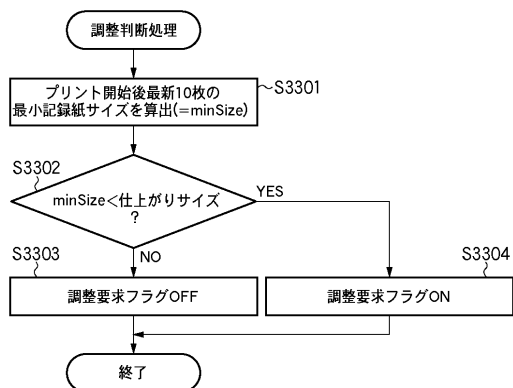 調整判断処理
プリント開始後最新10枚の
最小記録紙サイズを算出(=minSize)
S3301
S3302
minSize<仕上がりサイズ
?
YES
NO
S3303
調整要求フラグOFF
S3304
調整要求フラグON
終了